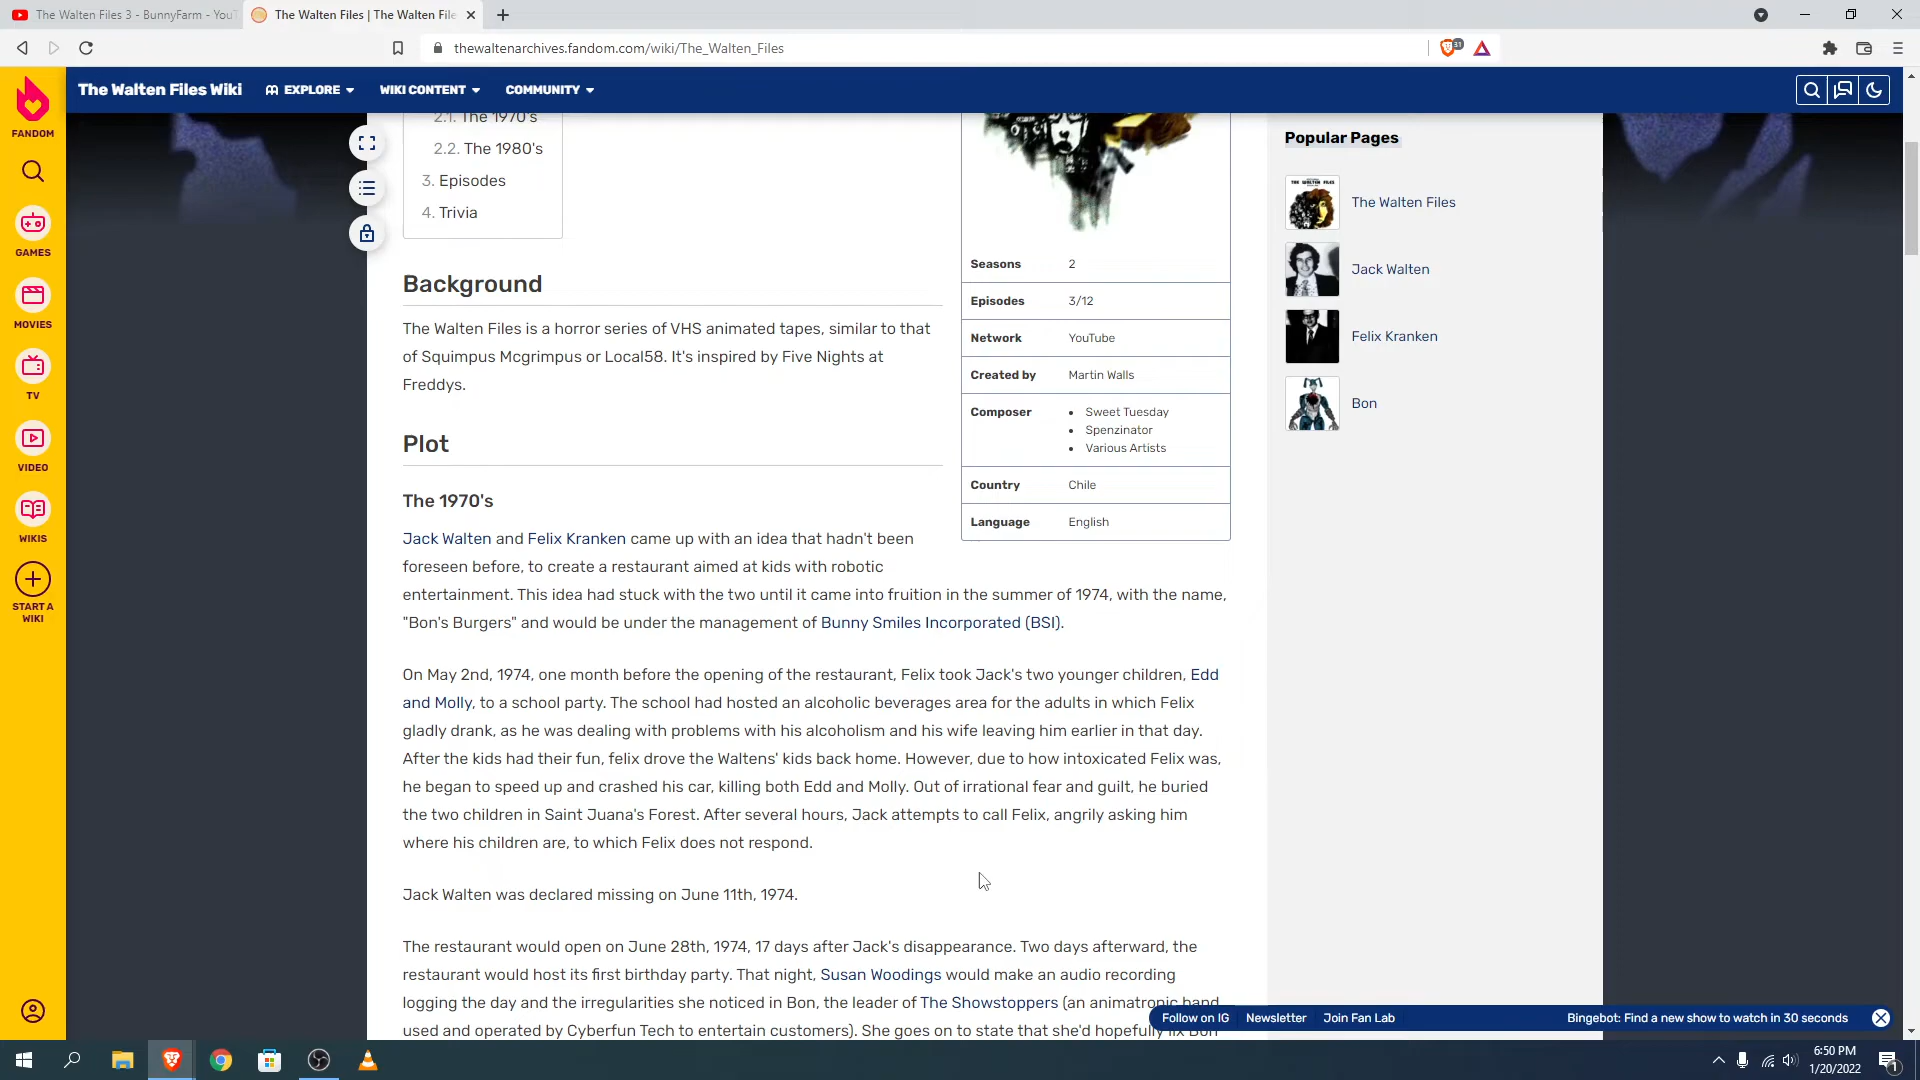 The Walten Files 3 - BunnyFarm - YouT
The Walten Files | The Walten File
thewaltenarchives.fandom.com/wiki/The_Walten_Files
31
The Walten Files Wiki
EXPLORE
WIKI CONTENT
COMMUNITY
FANDOM
GAMES
MOVIES
TV
VIDEO
WIKIS
START A
WIKI
2.1. The 1970's
2.2. The 1980's
3. Episodes
4. Trivia
Background
The Walten Files is a horror series of VHS animated tapes, similar to that
of Squimpus Mcgrimpus or Local58. It's inspired by Five Nights at
Freddys.
Plot
The 1970's
Jack Walten and Felix Kranken came up with an idea that hadn't been
foreseen before, to create a restaurant aimed at kids with robotic
entertainment. This idea had stuck with the two until it came into fruition in the summer of 1974, with the name,
"Bon's Burgers" and would be under the management of Bunny Smiles Incorporated (BSI).
On May 2nd, 1974, one month before the opening of the restaurant, Felix took Jack's two younger children, Edd
and Molly, to a school party. The school had hosted an alcoholic beverages area for the adults in which Felix
gladly drank, as he was dealing with problems with his alcoholism and his wife leaving him earlier in that day.
After the kids had their fun, felix drove the Waltens' kids back home. However, due to how intoxicated Felix was,
he began to speed up and crashed his car, killing both Edd and Molly. Out of irrational fear and guilt, he buried
the two children in Saint Juana's Forest. After several hours, Jack attempts to call Felix, angrily asking him
where his children are, to which Felix does not respond.
Jack Walten was declared missing on June 11th, 1974.
The restaurant would open on June 28th, 1974, 17 days after Jack's disappearance. Two days afterward, the
restaurant would host its first birthday party. That night, Susan Woodings would make an audio recording
logging the day and the irregularities she noticed in Bon, the leader of The Showstoppers (an animatronic band
used and operated by Cyberfun Tech to entertain customers). She goes on to state that she'd hopefully fix Bon
Seasons 2
Episodes 3/12
Network YouTube
Created by Martin Walls
Composer • Sweet Tuesday
• Spenzinator
• Various Artists
Country Chile
Language English
Popular Pages
THE WALTEN FILES
The Walten Files
Jack Walten
Felix Kranken
Bon
Follow on IG
Newsletter
Join Fan Lab
Bingebot: Find a new show to watch in 30 seconds
6:50 PM
1/20/2022
1